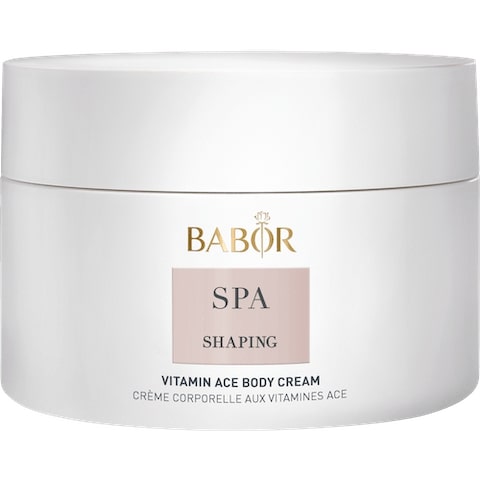 BABOR
SPA
SHAPING
VITAMIN ACE BODY CREAM
CRÈME CORPORELLE AUX VITAMINES ACE